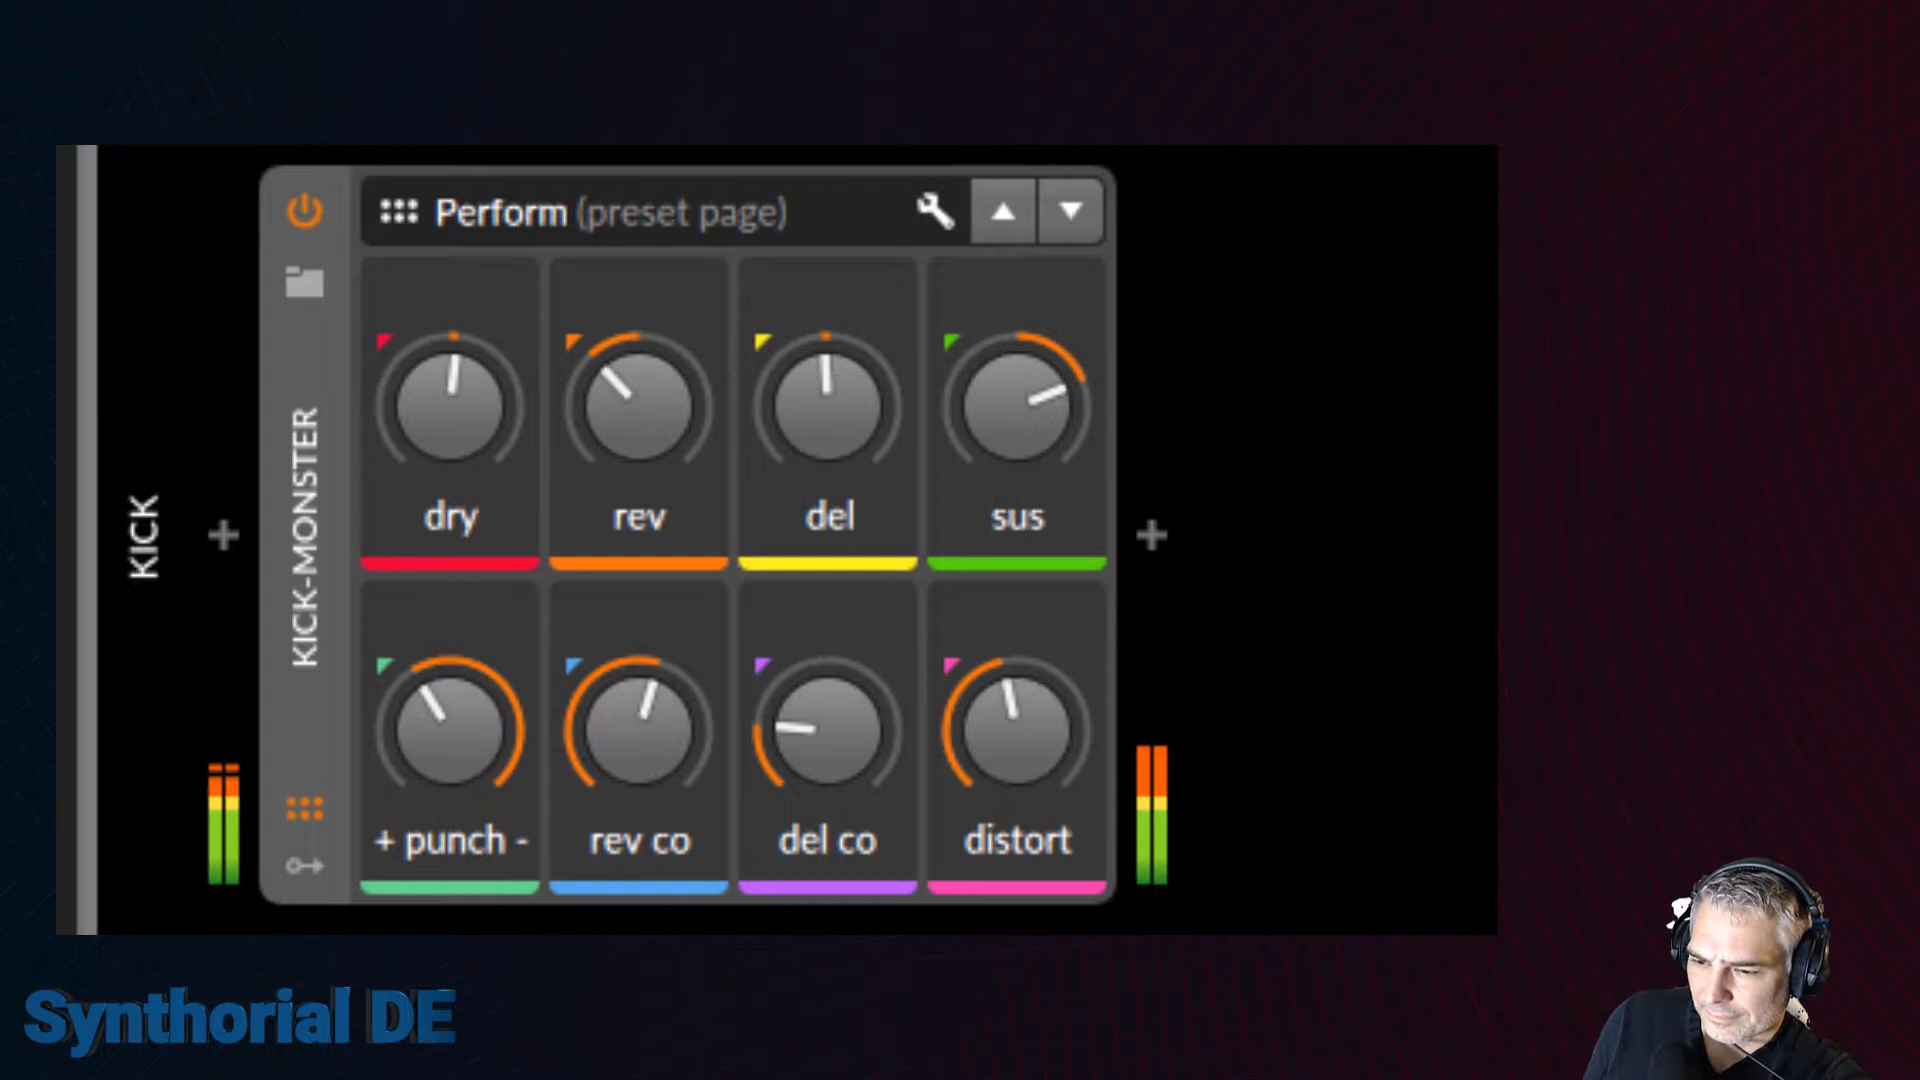 Perform (preset page)
KICK
KICK-MONSTER
dry
rev
del
sus
+ punch -
rev co
del co
distort
Synthorial DE